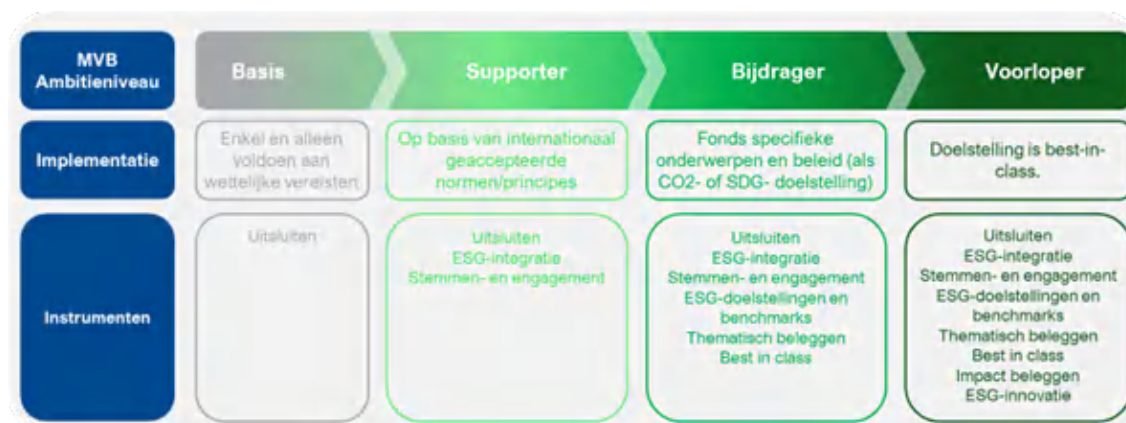 MVB
Ambitieniveau
Basis
Supporter
Bijdrager
Voorloper
Implementatie
Enkel en alleen
voldoen aan
wettelijke vereisten
Op basis van internationaal
geaccepteerde
normen/principes
Fonds specifieke
onderwerpen en beleid (als
CO2- of SDG- doelstelling)
Doelstelling is best-in-
class.
Instrumenten
Uitsluiten
Uitsluiten
ESG-integratie
Stemmen- en engagement
Uitsluiten
ESG-integratie
Stemmen- en engagement
ESG-doelstellingen en
benchmarks
Thematisch beleggen
Best in class
Uitsluiten
ESG-integratie
Stemmen- en engagement
ESG-doelstellingen en
benchmarks
Thematisch beleggen
Best in class
Impact beleggen
ESG-innovatie